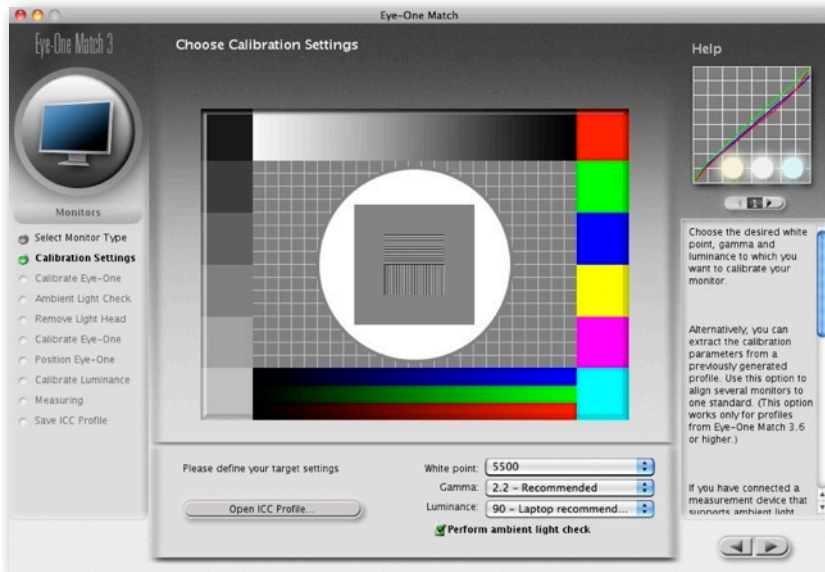 Eye-One Match
Eye-One Match 3
Choose Calibration Settings
Help
Monitors
Select Monitor Type
Calibration Settings
Calibrate Eye-One
Ambient Light Check
Remove Light Head
Calibrate Eye-One
Position Eye-One
Calibrate Luminance
Measuring
Save ICC Profile
Please define your target settings
Open ICC Profile...
White point: 5500
Gamma: 2.2 - Recommended
Luminance: 90 - Laptop recommend...
Perform ambient light check
1
Choose the desired white
point, gamma and
luminance to which you
want to calibrate your
monitor.
Alternatively, you can
extract the calibration
parameters from a
previously generated
profile. Use this option to
align several monitors to
one standard. (This option
works only for profiles
from Eye-One Match 3.6
or higher.)
If you have connected a
measurement device that
supports ambient light